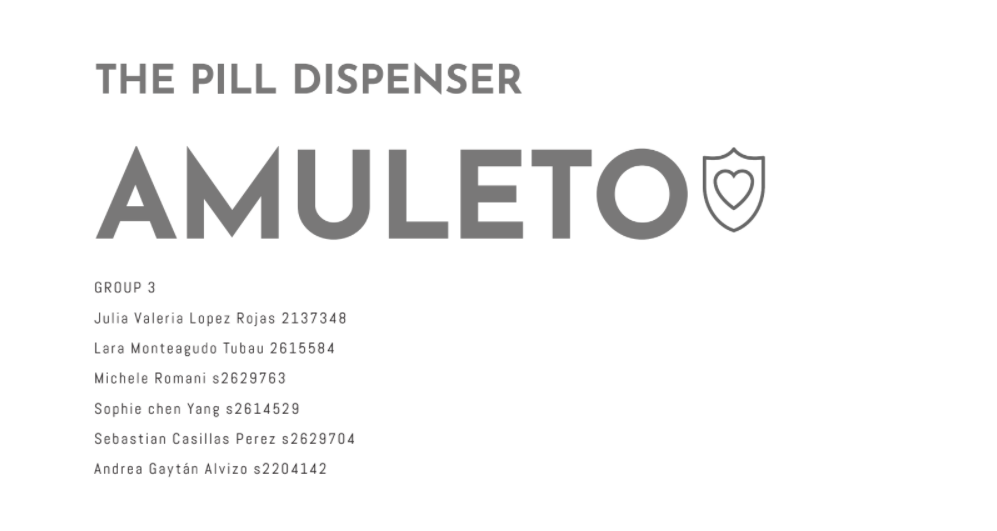 THE PILL DISPENSER
AMULETO
GROUP 3
Julia Valeria Lopez Rojas 2137348
Lara Monteagudo Tubau 2615584
Michele Romani s2629763
Sophie chen Yang s2614529
Sebastian Casillas Perez s2629704
Andrea Gaytán Alvizo s2204142